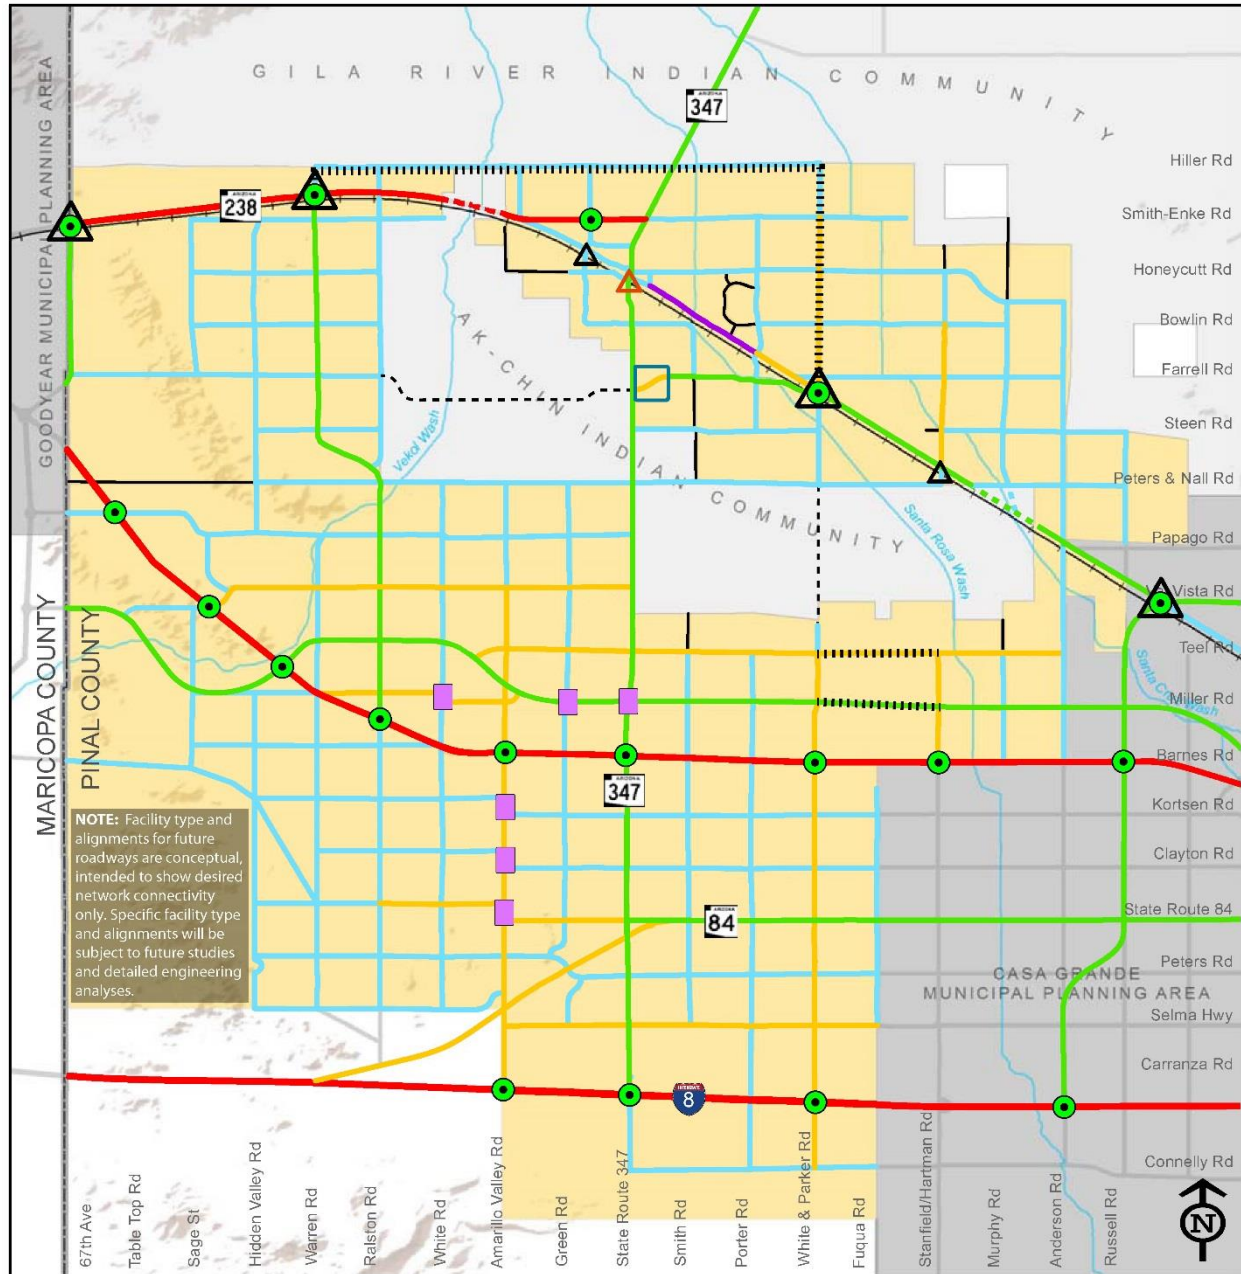 GILA RIVER INDIAN COMMUNITY
GOODYEAR MUNICIPAL PLANNING AREA
ARIZONA
347
ARIZONA
238
Hiller Rd
Smith-Enke Rd
Honeycutt Rd
Bowlin Rd
Farrell Rd
Steen Rd
Peters & Nall Rd
Papago Rd
Vista Rd
Teel Rd
Miller Rd
Barnes Rd
Kortsen Rd
Clayton Rd
State Route 84
Peters Rd
Selma Hwy
Carranza Rd
Connelly Rd
AK-CHIN INDIAN COMMUNITY
Vekol Wash
Santa Rosa Wash
Santa Cruz Wash
MARICOPA COUNTY
PINAL COUNTY
ARIZONA
347
NOTE: Facility type and
alignments for future
roadways are conceptual,
intended to show desired
network connectivity
only. Specific facility type
and alignments will be
subject to future studies
and detailed engineering
analyses.
ARIZONA
84
CASA GRANDE
MUNICIPAL PLANNING AREA
INTERSTATE
8
67th Ave
Table Top Rd
Sage St
Hidden Valley Rd
Warren Rd
Ralston Rd
White Rd
Amarillo Valley Rd
Green Rd
State Route 347
Smith Rd
Porter Rd
White & Parker Rd
Fuqua Rd
Stanfield/Hartman Rd
Murphy Rd
Anderson Rd
Russell Rd
N